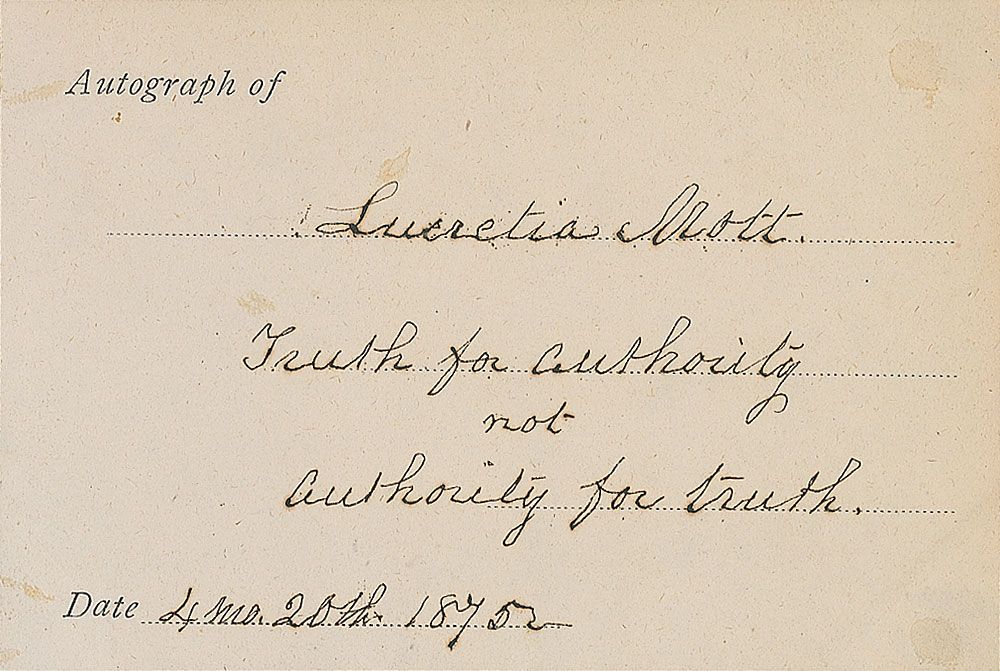 Autograph of
Lucretia Mott.
Truth for authority
not
authority for truth.
Date 4 mo. 20th. 1875